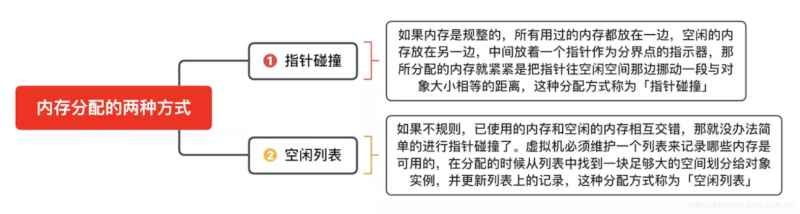 内存分配的两种方式
1 指针碰撞
如果内存是规整的，所有用过的内存都放在一边，空闲的内
存放在另一边，中间放着一个指针作为分界点的指示器，那
所分配的内存就紧紧是把指针往空闲空间那边挪动一段与对
象大小相等的距离，这种分配方式称为「指针碰撞」
2 空闲列表
如果不规则，已使用的内存和空闲的内存相互交错，那就没办法简
单的进行指针碰撞了。虚拟机必须维护一个列表来记录哪些内存是
可用的，在分配的时候从列表中找到一块足够大的空间划分给对象
实例，并更新列表上的记录，这种分配方式称为「空闲列表」